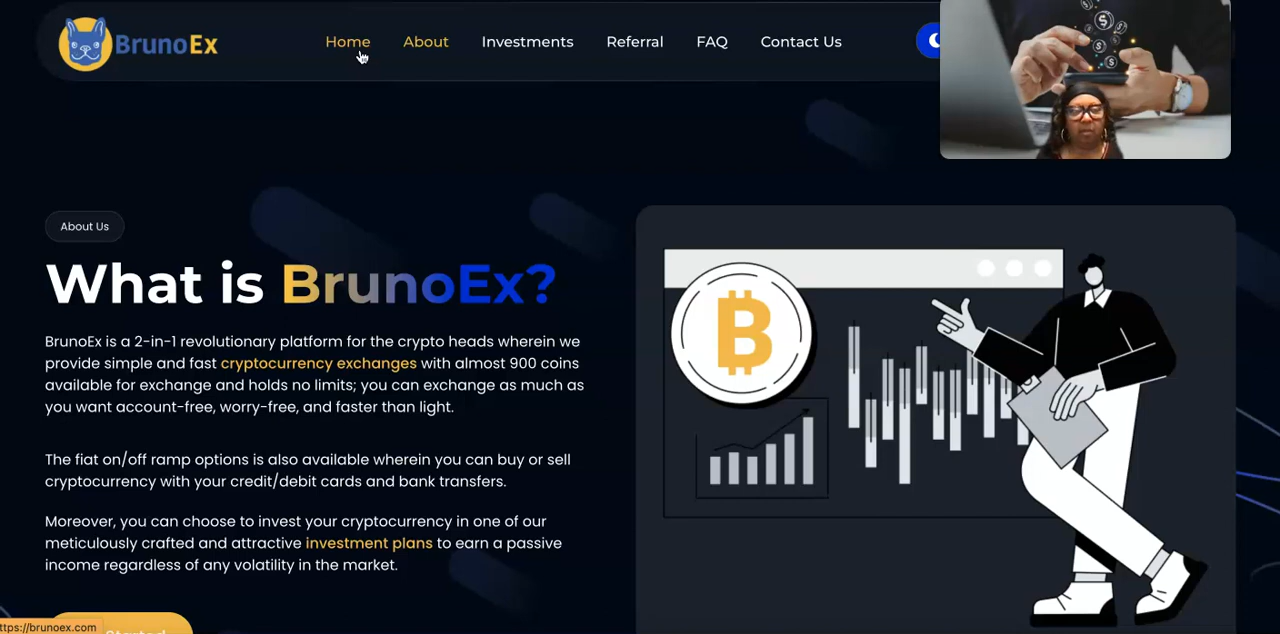 BrunoEx
Home
About
Investments
Referral
FAQ
Contact Us
About Us
What is BrunoEx?
BrunoEx is a 2-in-1 revolutionary platform for the crypto heads wherein we
provide simple and fast cryptocurrency exchanges with almost 900 coins
available for exchange and holds no limits; you can exchange as much as
you want account-free, worry-free, and faster than light.
The fiat on/off ramp options is also available wherein you can buy or sell
cryptocurrency with your credit/debit cards and bank transfers.
Moreover, you can choose to invest your cryptocurrency in one of our
meticulously crafted and attractive investment plans to earn a passive
income regardless of any volatility in the market.
ttps://brunoex.com